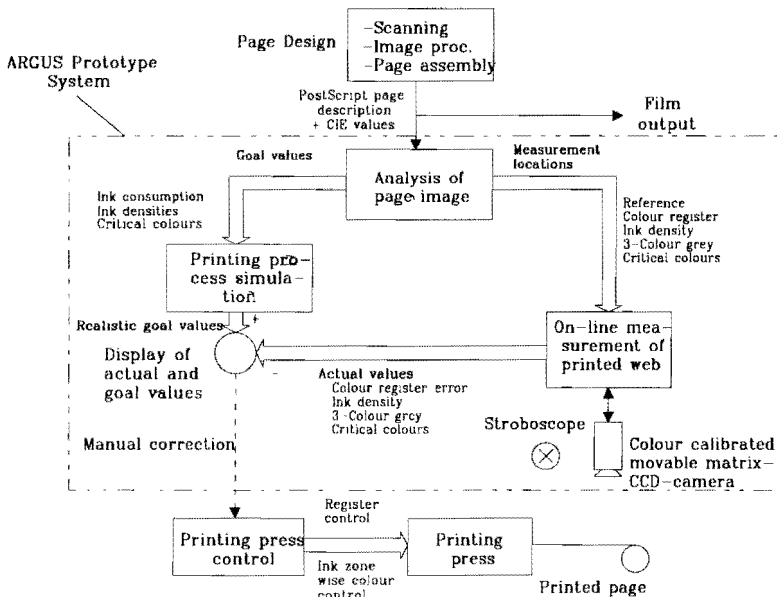 Page Design
-Scanning
-Image proc.
-Page assembly
ARGUS Prototype
System
PostScript page
description
+ CIE values
Film
output
Goal values
Analysis of
page image
Measurement
locations
Ink consumption
Ink densities
Critical colours
Reference
Colour register
Ink density
3-Colour grey
Critical colours
Printing pro-
cess simula-
tion
Realistic goal values
+
On-line mea-
surement of
printed web
Display of
actual and
goal values
-
Actual values
Colour register error
Ink density
3-Colour grey
Critical colours
Stroboscope
Manual correction
Colour calibrated
movable matrix-
CCD-camera
Register
control
Printing press
control
Printing
press
Ink zone
wise colour
control
Printed page